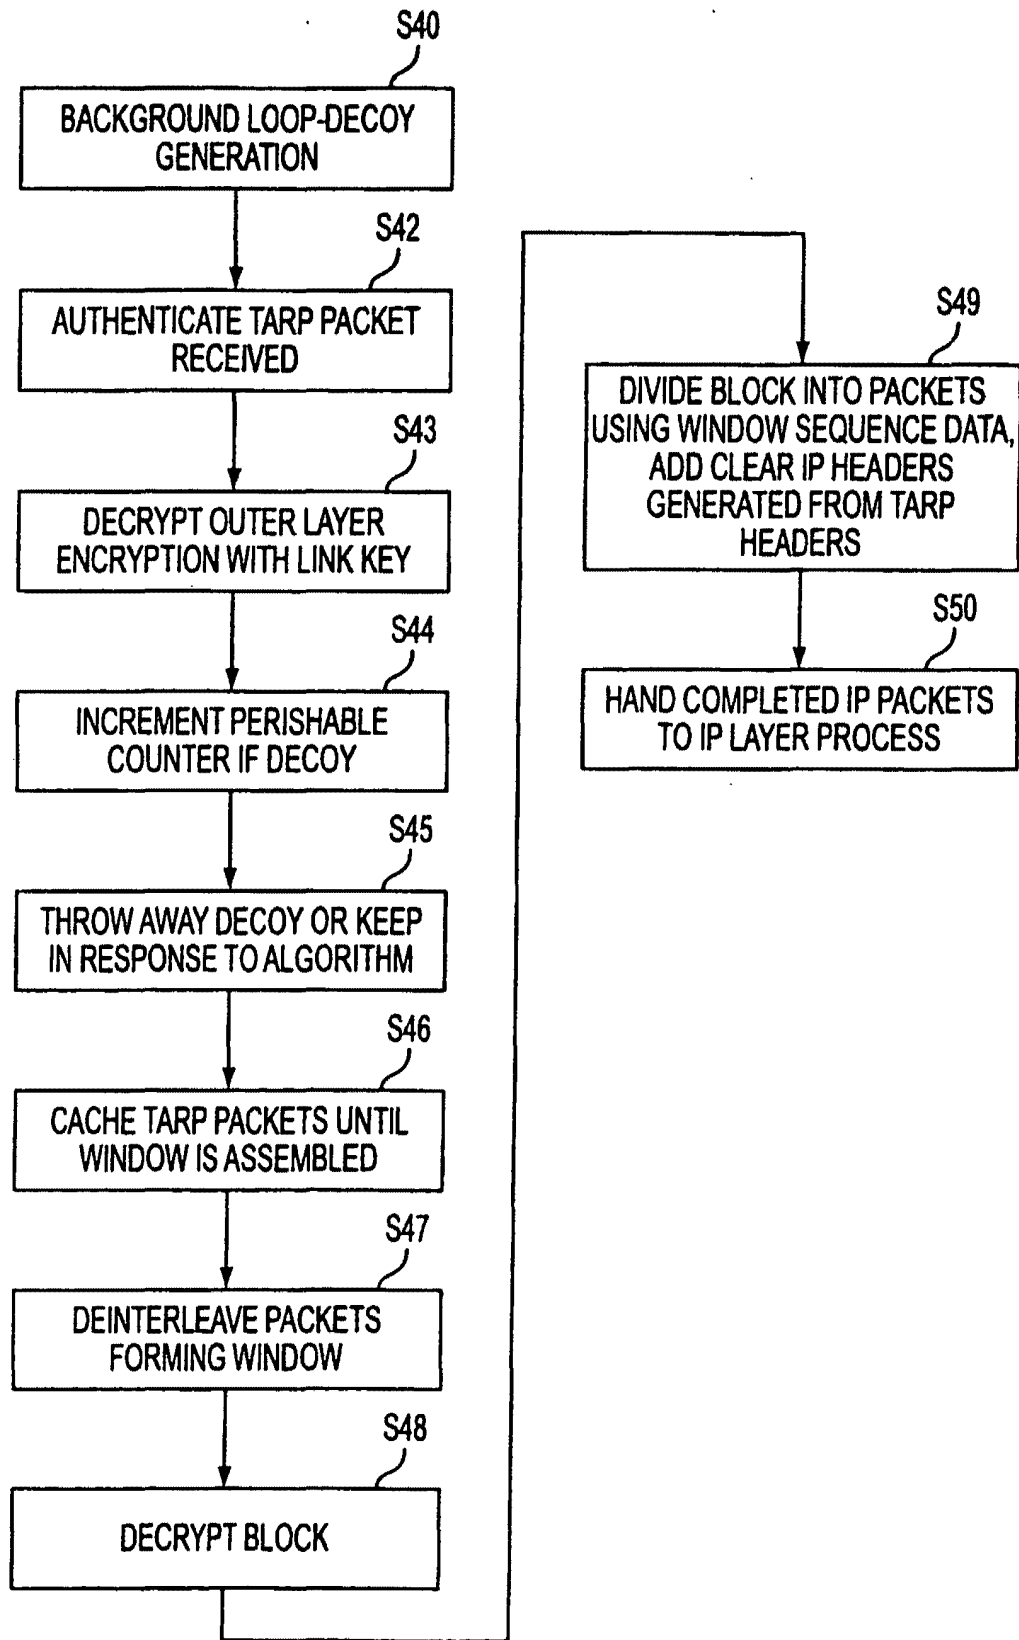 S40
BACKGROUND LOOP-DECOY
GENERATION
S42
AUTHENTICATE TARP PACKET
RECEIVED
S43
DECRYPT OUTER LAYER
ENCRYPTION WITH LINK KEY
S44
INCREMENT PERISHABLE
COUNTER IF DECOY
S45
THROW AWAY DECOY OR KEEP
IN RESPONSE TO ALGORITHM
S46
CACHE TARP PACKETS UNTIL
WINDOW IS ASSEMBLED
S47
DEINTERLEAVE PACKETS
FORMING WINDOW
S48
DECRYPT BLOCK
S49
DIVIDE BLOCK INTO PACKETS
USING WINDOW SEQUENCE DATA,
ADD CLEAR IP HEADERS
GENERATED FROM TARP
HEADERS
S50
HAND COMPLETED IP PACKETS
TO IP LAYER PROCESS